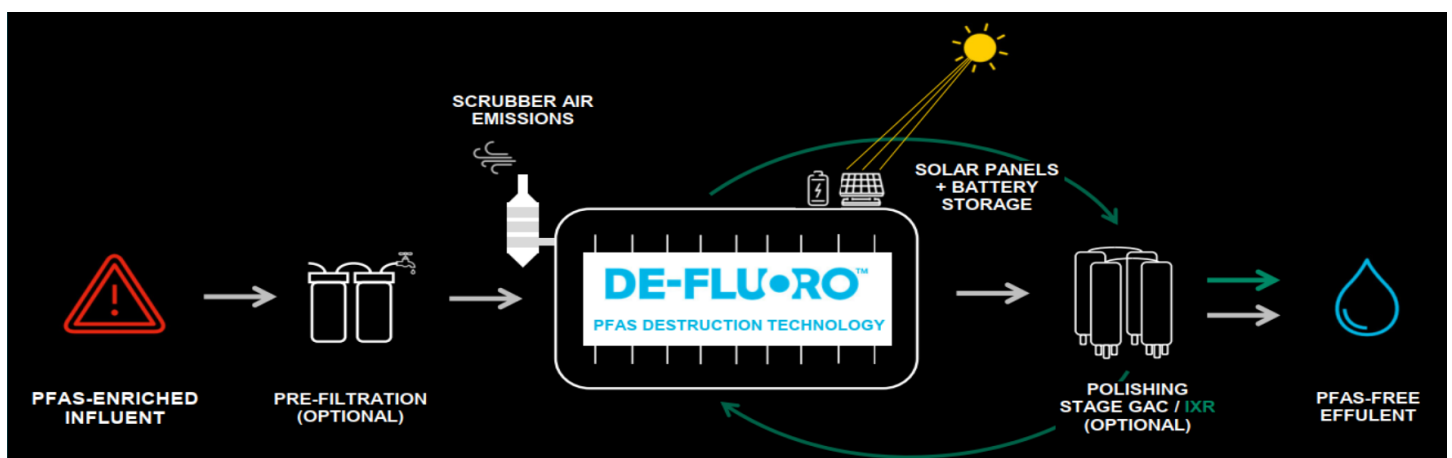 SCRUBBER AIR
EMISSIONS
SOLAR PANELS
+ BATTERY
STORAGE
DE-FLU●RO™
PFAS DESTRUCTION TECHNOLOGY
PFAS-ENRICHED
INFLUENT
PRE-FILTRATION
(OPTIONAL)
POLISHING
STAGE GAC / IXR
(OPTIONAL)
PFAS-FREE
EFFULENT